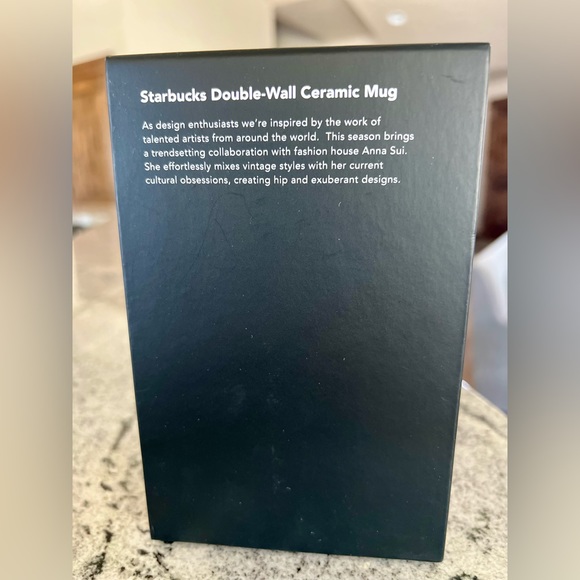 Starbucks Double-Wall Ceramic Mug
As design enthusiasts we're inspired by the work of
talented artists from around the world. This season brings
a trendsetting collaboration with fashion house Anna Sui.
She effortlessly mixes vintage styles with her current
cultural obsessions, creating hip and exuberant designs.